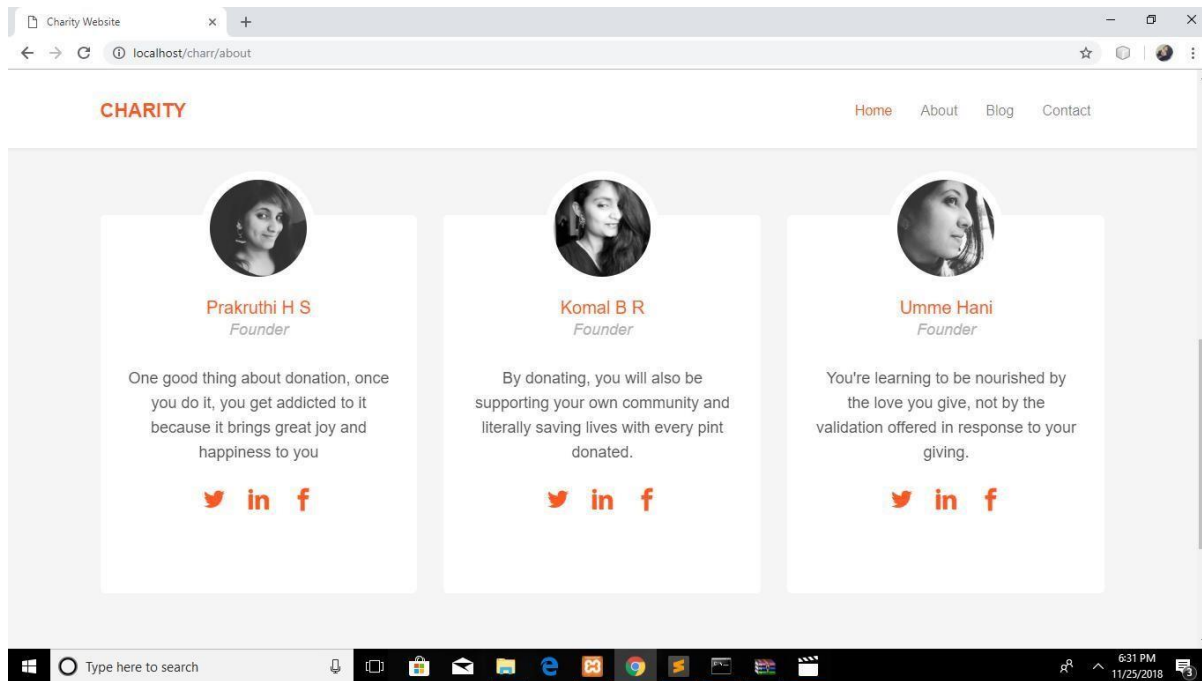 Charity Website
localhost/charr/about
CHARITY
Home About Blog Contact
Prakruthi H S
Founder
One good thing about donation, once
you do it, you get addicted to it
because it brings great joy and
happiness to you
Komal B R
Founder
By donating, you will also be
supporting your own community and
literally saving lives with every pint
donated.
Umme Hani
Founder
You're learning to be nourished by
the love you give, not by the
validation offered in response to your
giving.
Type here to search
6:31 PM
11/25/2018
3